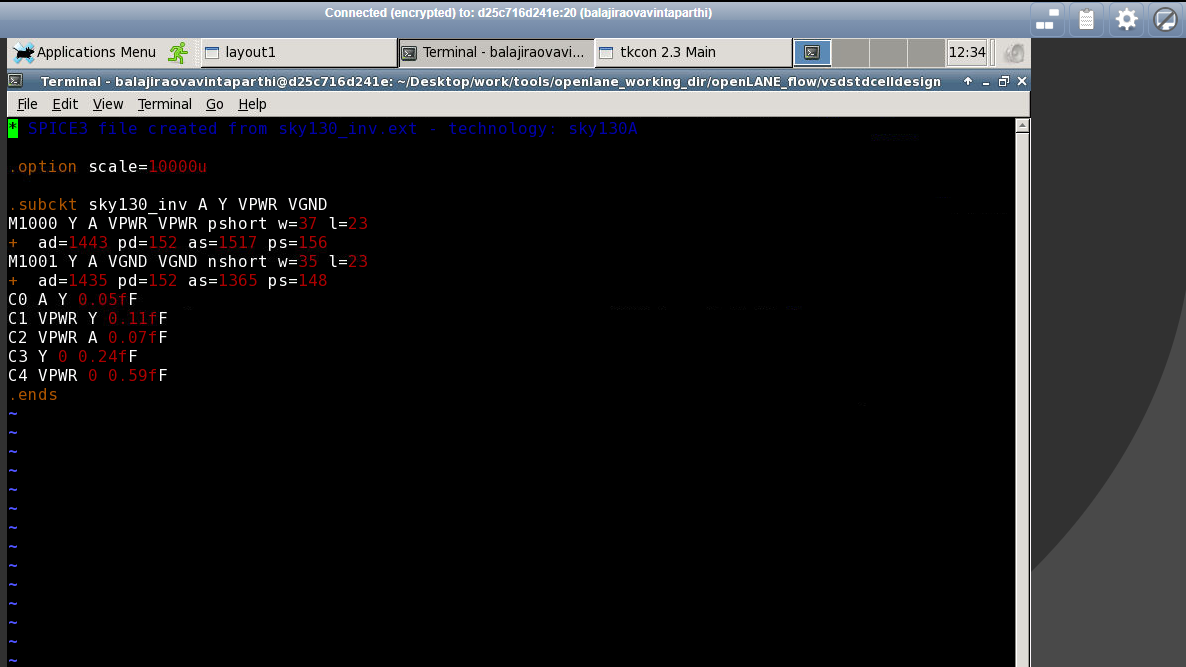 Connected (encrypted) to: d25c716d241e:20 (balajiraovavintaparthi)
Applications Menu layout1 Terminal - balajiraovavi... tkcon 2.3 Main 12:34
Terminal - balajiraovavintaparthi@d25c716d241e: ~/Desktop/work/tools/openlane_working_dir/openLANE_flow/vsdstdcelldesign
File Edit View Terminal Go Help
* SPICE3 file created from sky130_inv.ext - technology: sky130A
.option scale=10000u
.subckt sky130_inv A Y VPWR VGND
M1000 Y A VPWR VPWR pshort w=37 l=23
+ ad=1443 pd=152 as=1517 ps=156
M1001 Y A VGND VGND nshort w=35 l=23
+ ad=1435 pd=152 as=1365 ps=148
C0 A Y 0.05fF
C1 VPWR Y 0.11fF
C2 VPWR A 0.07fF
C3 Y 0 0.24fF
C4 VPWR 0 0.59fF
.ends
~
~
~
~
~
~
~
~
~
~
~
~
~
~